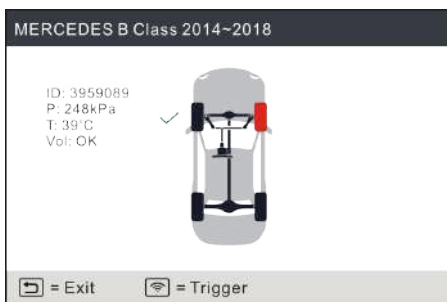 MERCEDES B Class 2014~2018
ID: 3959089
P: 248kPa
T: 39°C
Vol: OK
= Exit
= Trigger